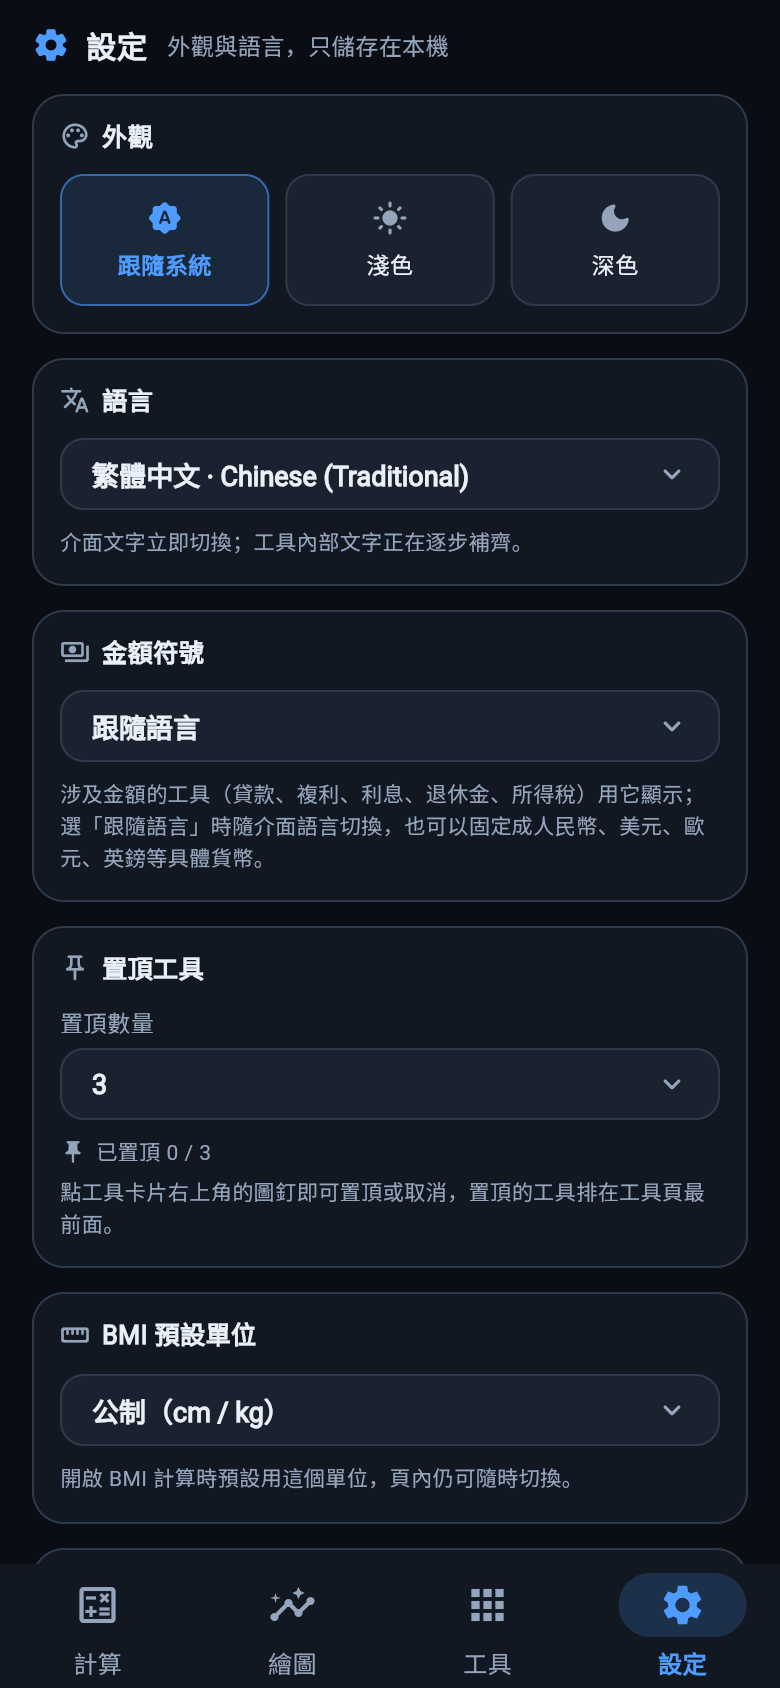 設定 外觀與語言，只儲存在本機
外觀
跟隨系統 淺色 深色
語言
繁體中文 · Chinese (Traditional)
介面文字立即切換；工具內部文字正在逐步補齊。
金額符號
跟隨語言
涉及金額的工具（貸款、複利、利息、退休金、所得稅）用它顯示；
選「跟隨語言」時隨介面語言切換，也可以固定成人民幣、美元、歐
元、英鎊等具體貨幣。
置頂工具
置頂數量
3
已置頂 0 / 3
點工具卡片右上角的圖釘即可置頂或取消，置頂的工具排在工具頁最
前面。
BMI 預設單位
公制（cm / kg）
開啟 BMI 計算時預設用這個單位，頁內仍可隨時切換。
計算 繪圖 工具 設定